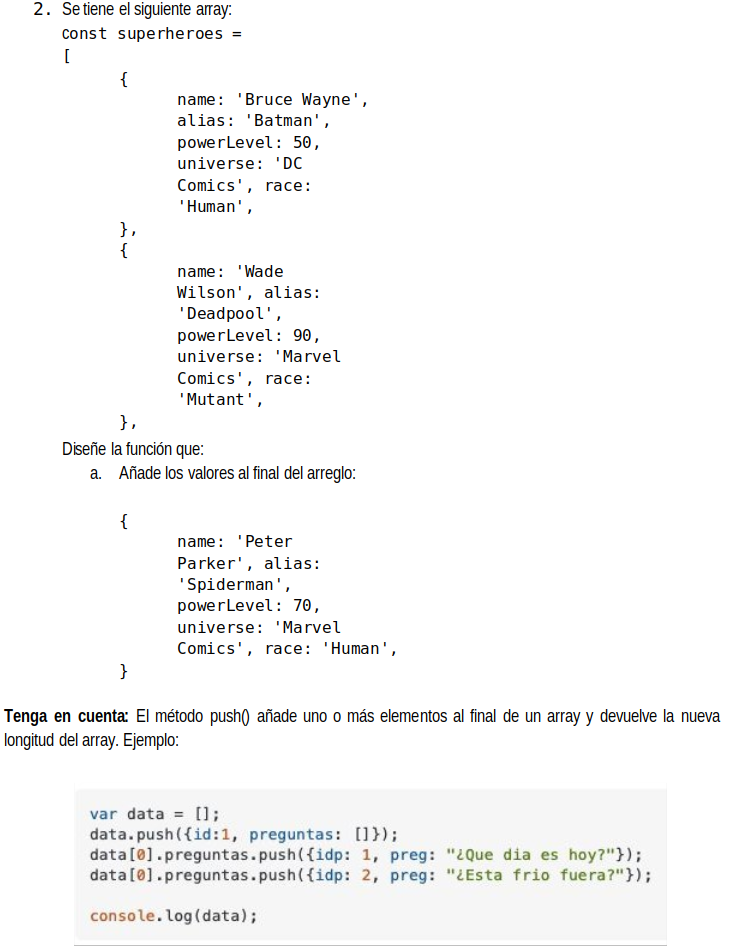 2. Se tiene el siguiente array:
const superheroes =
[
{
name: 'Bruce Wayne',
alias: 'Batman',
powerLevel: 50,
universe: 'DC
Comics', race:
'Human',
},
{
name: 'Wade
Wilson', alias:
'Deadpool',
powerLevel: 90,
universe: 'Marvel
Comics', race:
'Mutant',
},
Diseñe la función que:
a. Añade los valores al final del arreglo:
{
name: 'Peter
Parker', alias:
'Spiderman',
powerLevel: 70,
universe: 'Marvel
Comics', race: 'Human',
}
Tenga en cuenta: El método push() añade uno o más elementos al final de un array y devuelve la nueva
longitud del array. Ejemplo:
var data = [];
data.push({id:1, preguntas: []});
data[0].preguntas.push({idp: 1, preg: "¿Que dia es hoy?"});
data[0].preguntas.push({idp: 2, preg: "¿Esta frio fuera?"});
console.log(data);